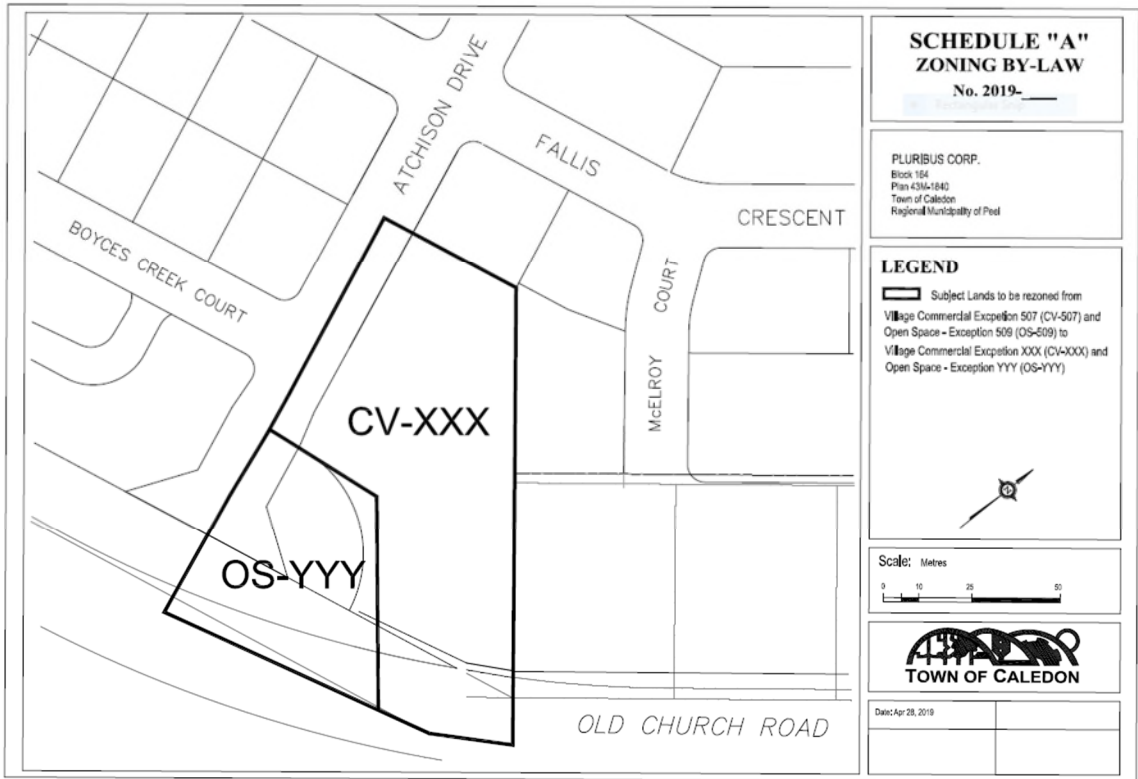 ATCHISON DRIVE
FALLIS
CRESCENT
BOYCES CREEK COURT
McELROY COURT
CV-XXX
OS-YYY
OLD CHURCH ROAD
SCHEDULE "A"
ZONING BY-LAW
No. 2019-____
Rectangular Snip
PLURIBUS CORP.
Block 164
Plan 43M-1840
Town of Caledon
Regional Municipality of Peel
LEGEND
Subject Lands to be rezoned from
Village Commercial Excpetion 507 (CV-507) and
Open Space - Exception 509 (OS-509) to
Village Commercial Excpetion XXX (CV-XXX) and
Open Space - Exception YYY (OS-YYY)
Scale: Metres
0 10 25 50
TOWN OF CALEDON
Date: Apr 28, 2019